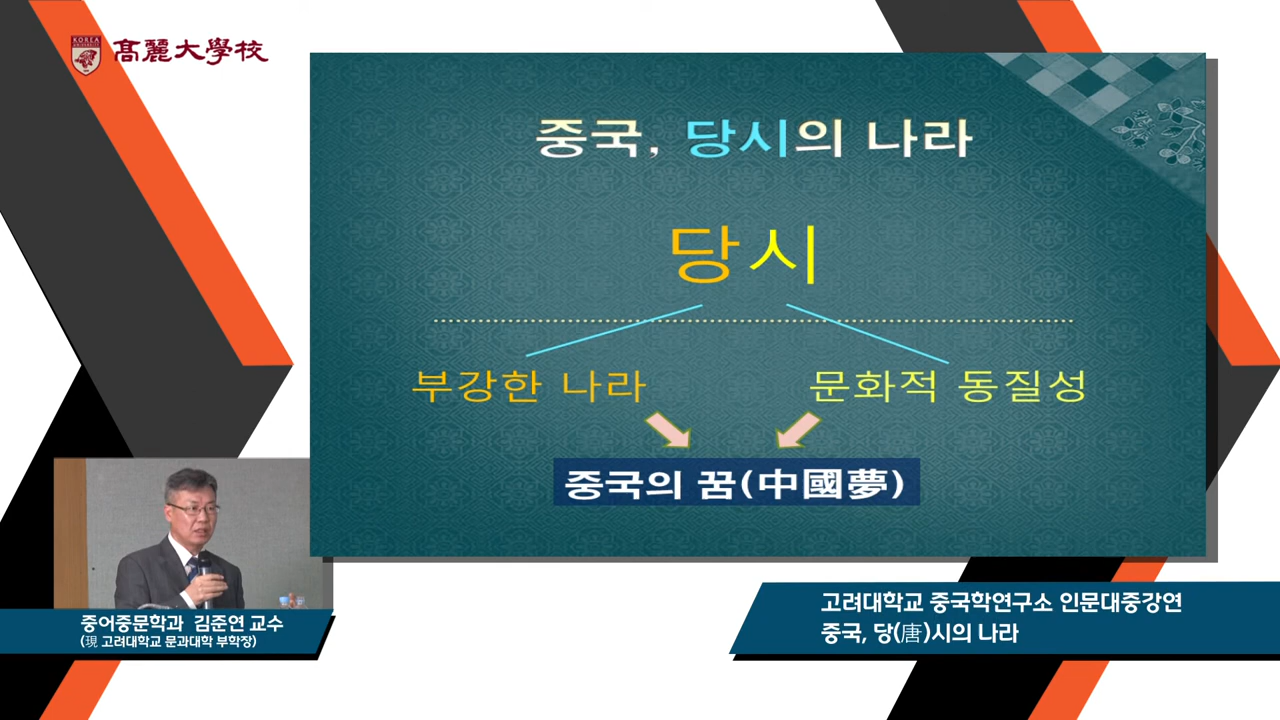 KOREA
UNIVERSITY
高麗大學校
중국, 당시의 나라
당시
부강한 나라
문화적 동질성
중국의 꿈(中國夢)
중어중문학과 김준연 교수
(現 고려대학교 문과대학 부학장)
고려대학교 중국학연구소 인문대중강연
중국, 당(唐)시의 나라